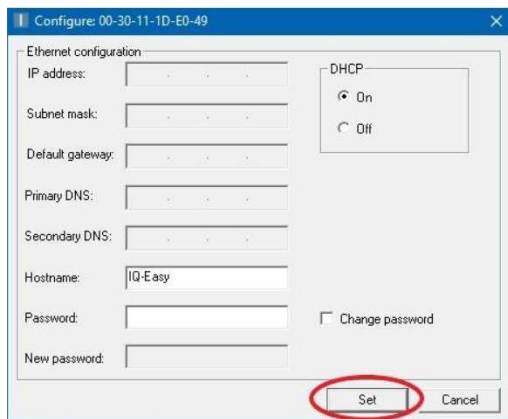 Configure: 00-30-11-1D-E0-49
Ethernet configuration
IP address:
Subnet mask:
Default gateway:
Primary DNS:
Secondary DNS:
Hostname: IQ-Easy
Password:
New password:
DHCP
On
Off
Change password
Set Cancel